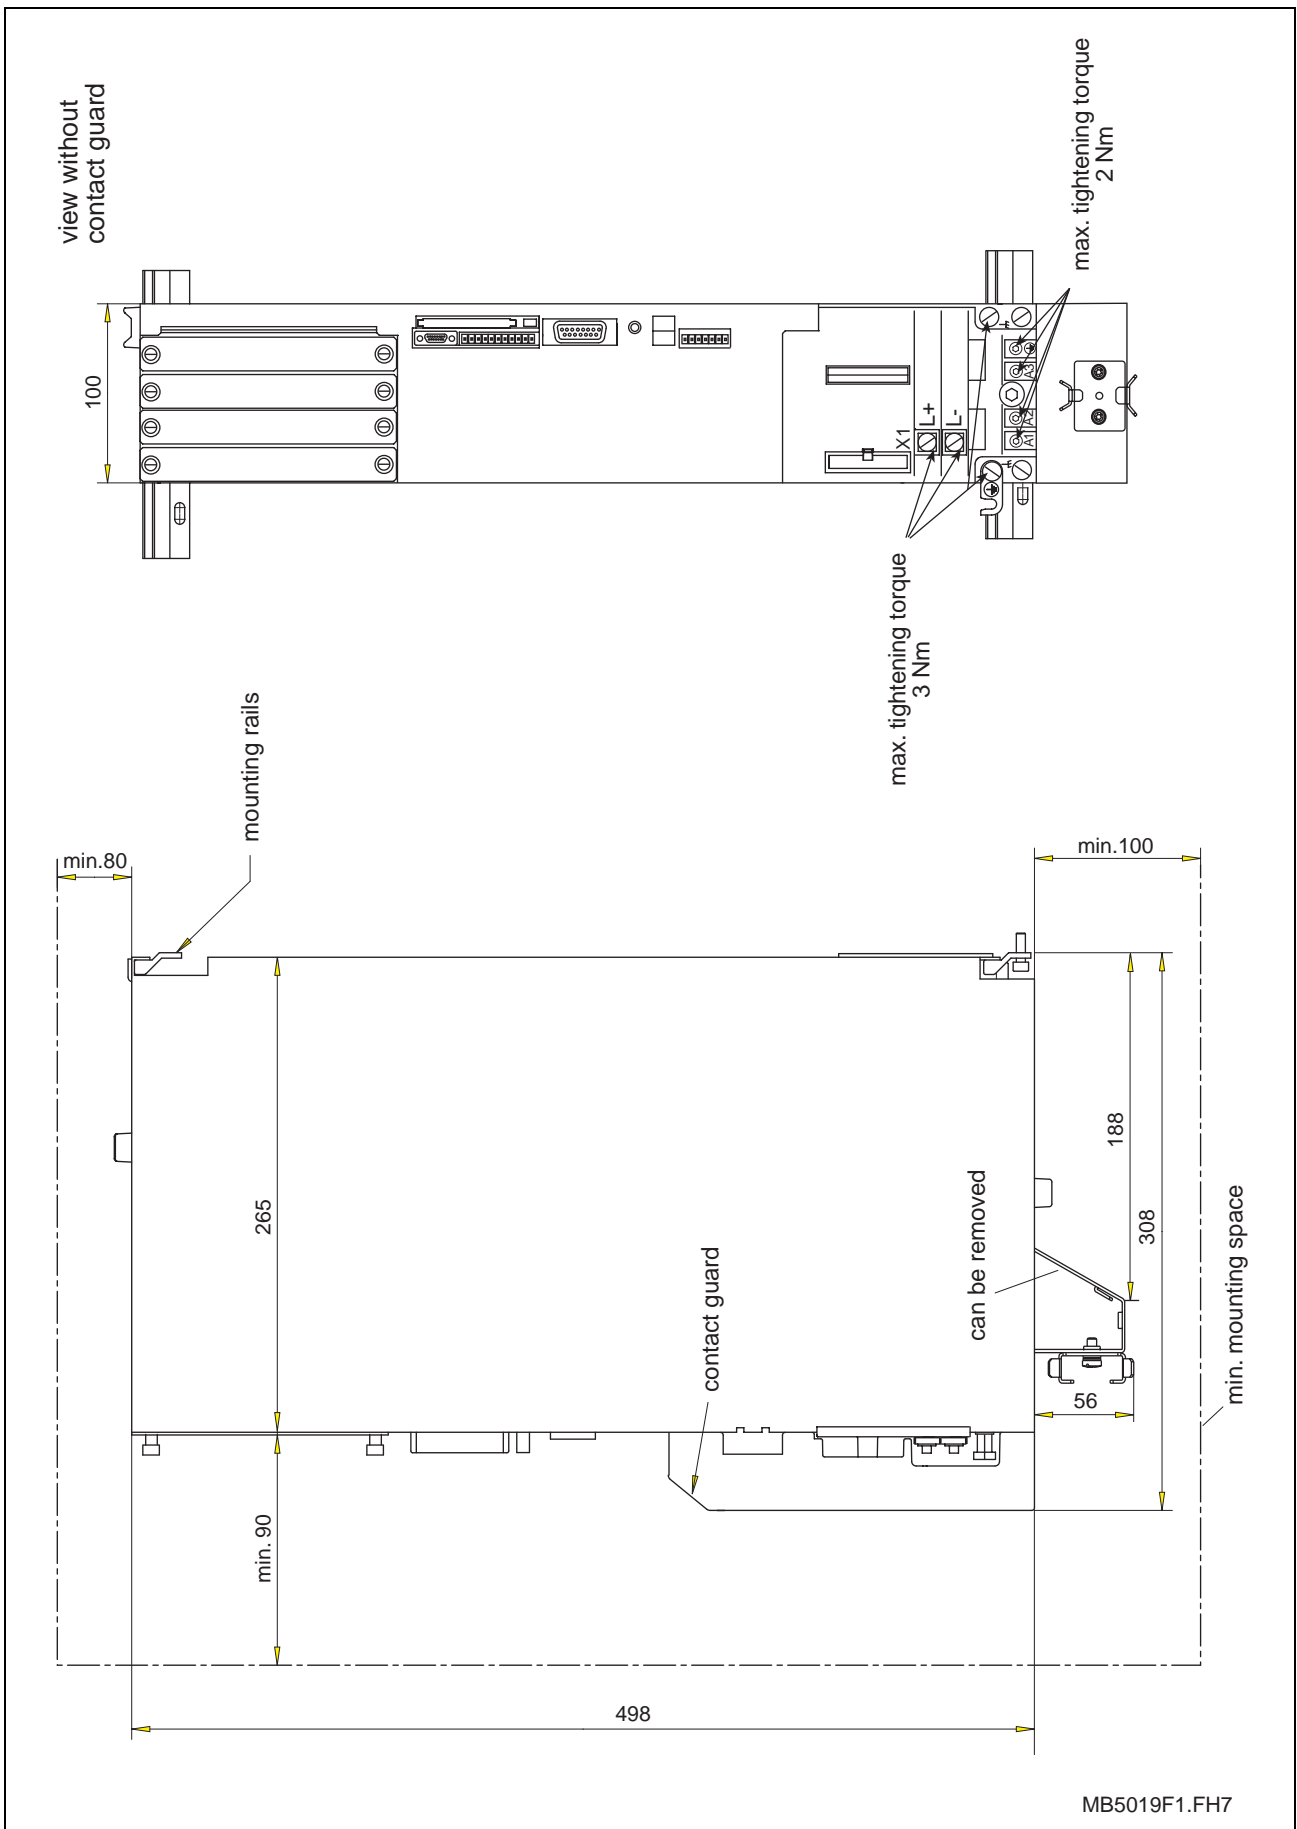 view without
contact guard
100
max. tightening torque
2 Nm
X1
L+
L-
A1
A2
A3
max. tightening torque
3 Nm
mounting rails
min.80
min.100
265
188
308
contact guard
can be removed
56
min. mounting space
min. 90
498
MB5019F1.FH7